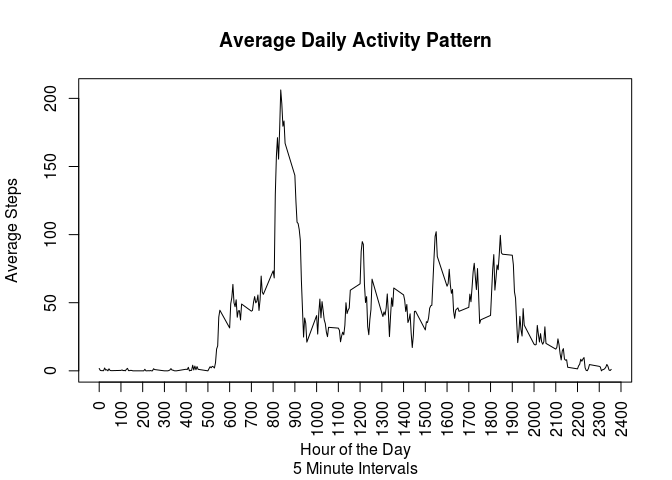 Average Daily Activity Pattern
Average Steps
200
150
100
50
0
0 100 200 300 400 500 600 700 800 900 1000 1100 1200 1300 1400 1500 1600 1700 1800 1900 2000 2100 2200 2300 2400
Hour of the Day
5 Minute Intervals